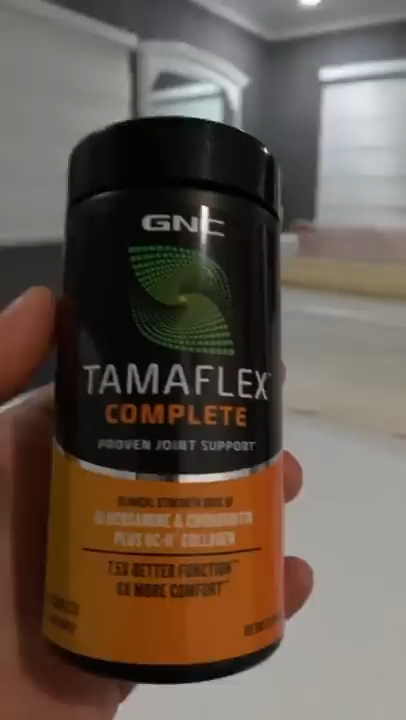 GNC
TAMAFLEX™
COMPLETE
PROVEN JOINT SUPPORT
CLINICAL STRENGTH DOSE OF
GLUCOSAMINE & CHONDROITIN
PLUS UC-II® COLLAGEN
7.5X BETTER FUNCTION
6X MORE COMFORT